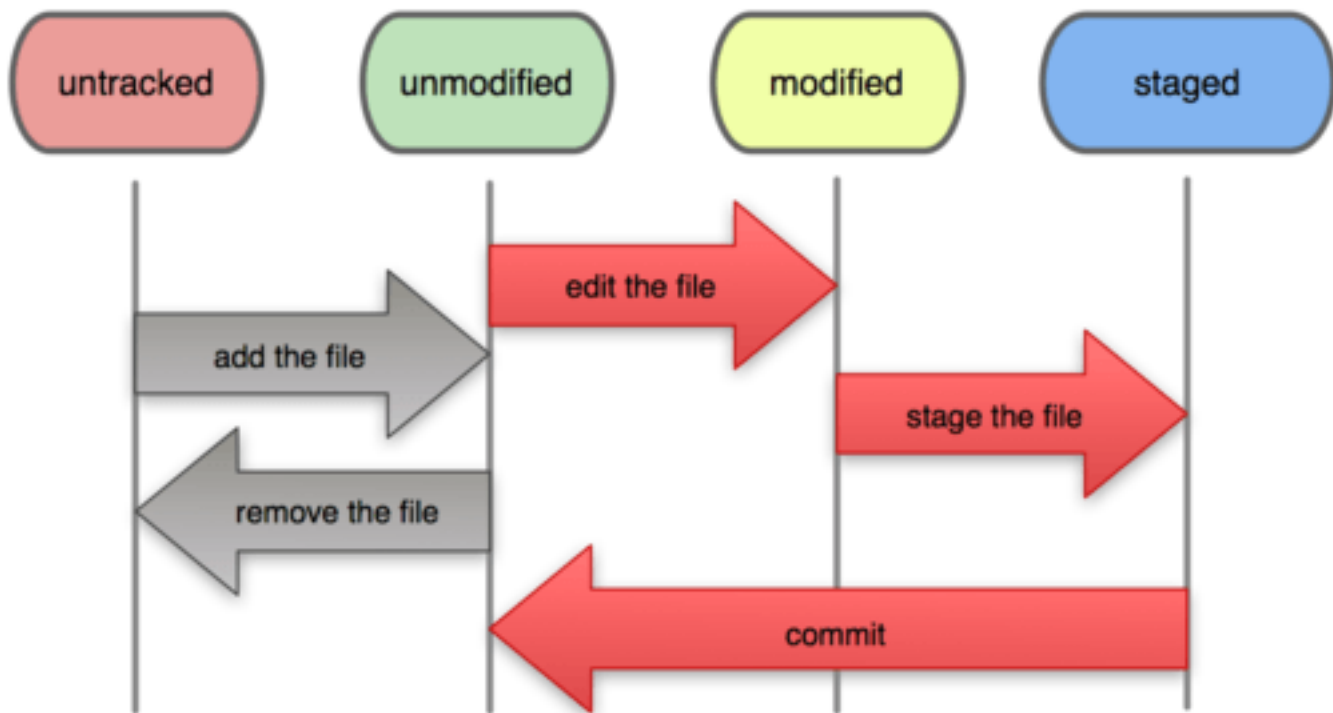 untracked
unmodified
modified
staged
edit the file
add the file
stage the file
remove the file
commit